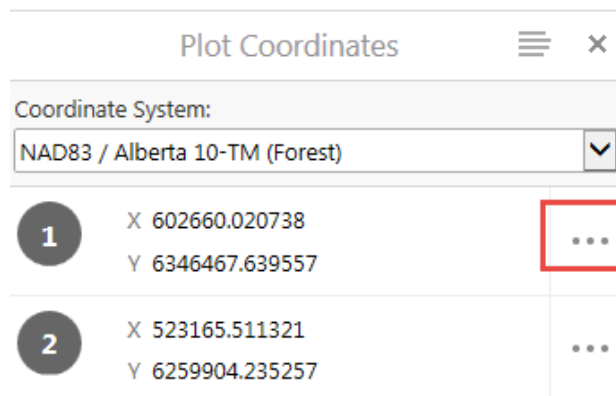 Plot Coordinates
Coordinate System:
NAD83 / Alberta 10-TM (Forest)
1
X 602660.020738
Y 6346467.639557
2
X 523165.511321
Y 6259904.235257